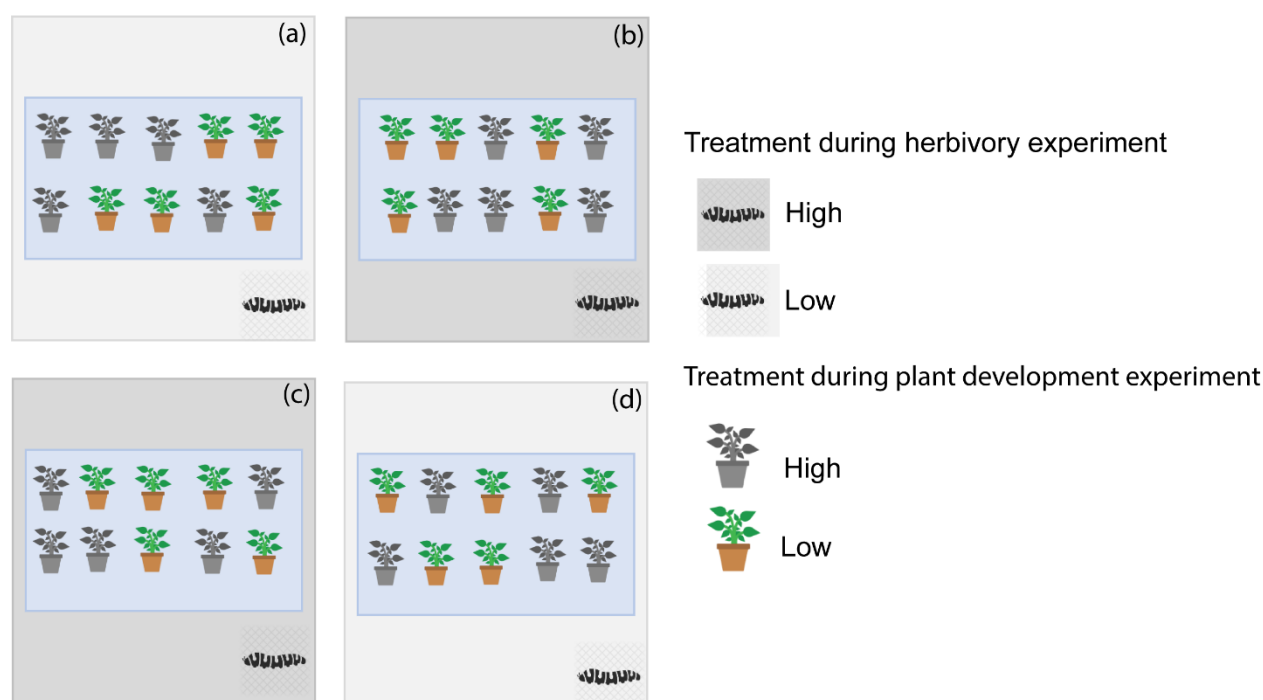 (a)
(b)
Treatment during herbivory experiment
High
Low
(c)
(d)
Treatment during plant development experiment
High
Low